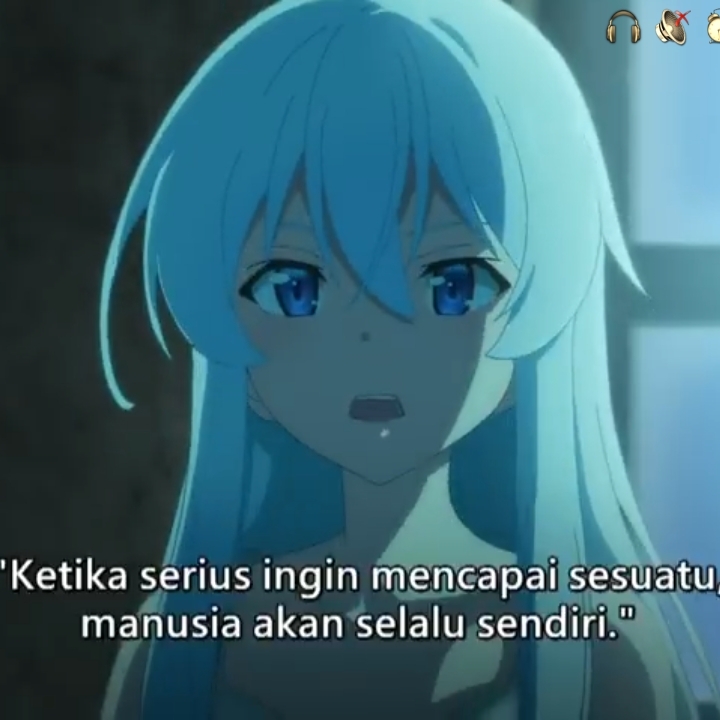 "Ketika serius ingin mencapai sesuatu,
manusia akan selalu sendiri."